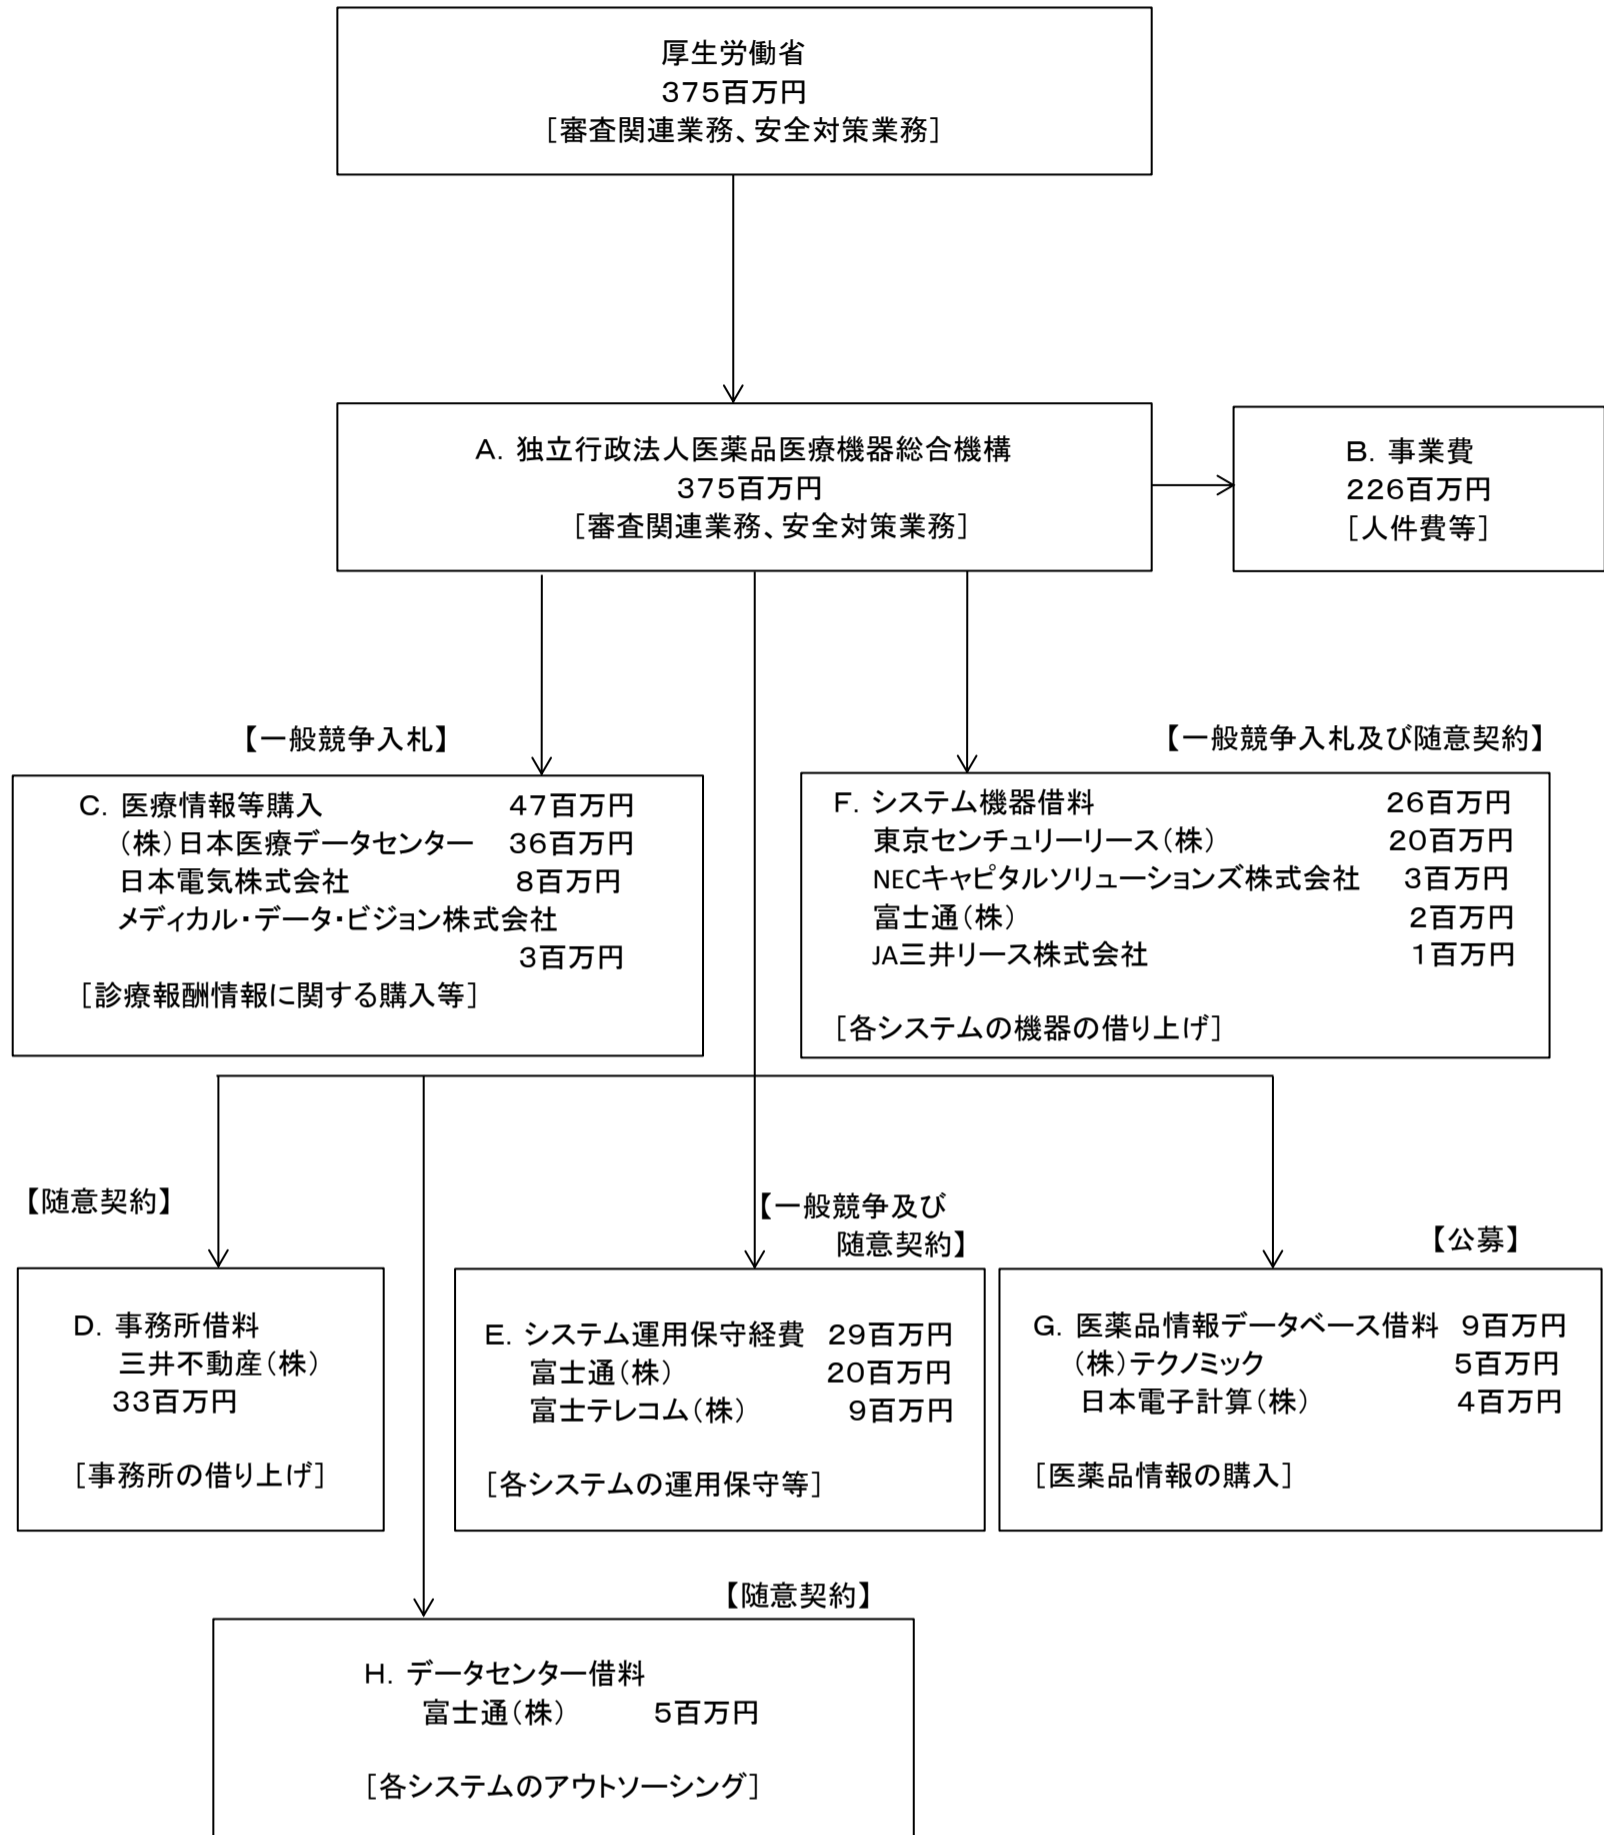 厚生労働省
375百万円
[審査関連業務、安全対策業務]
A. 独立行政法人医薬品医療機器総合機構
375百万円
[審査関連業務、安全対策業務]
B. 事業費
226百万円
[人件費等]
【一般競争入札】
C. 医療情報等購入 47百万円
(株)日本医療データセンター 36百万円
日本電気株式会社 8百万円
メディカル・データ・ビジョン株式会社
3百万円
[診療報酬情報に関する購入等]
【一般競争入札及び随意契約】
F. システム機器借料 26百万円
東京センチュリーリース(株) 20百万円
NECキャピタルソリューションズ株式会社 3百万円
富士通(株) 2百万円
JA三井リース株式会社 1百万円
[各システムの機器の借り上げ]
【随意契約】
D. 事務所借料
三井不動産(株)
33百万円
[事務所の借り上げ]
【一般競争及び
随意契約】
E. システム運用保守経費 29百万円
富士通(株) 20百万円
富士テレコム(株) 9百万円
[各システムの運用保守等]
【公募】
G. 医薬品情報データベース借料 9百万円
(株)テクノミック 5百万円
日本電子計算(株) 4百万円
[医薬品情報の購入]
【随意契約】
H. データセンター借料
富士通(株) 5百万円
[各システムのアウトソーシング]